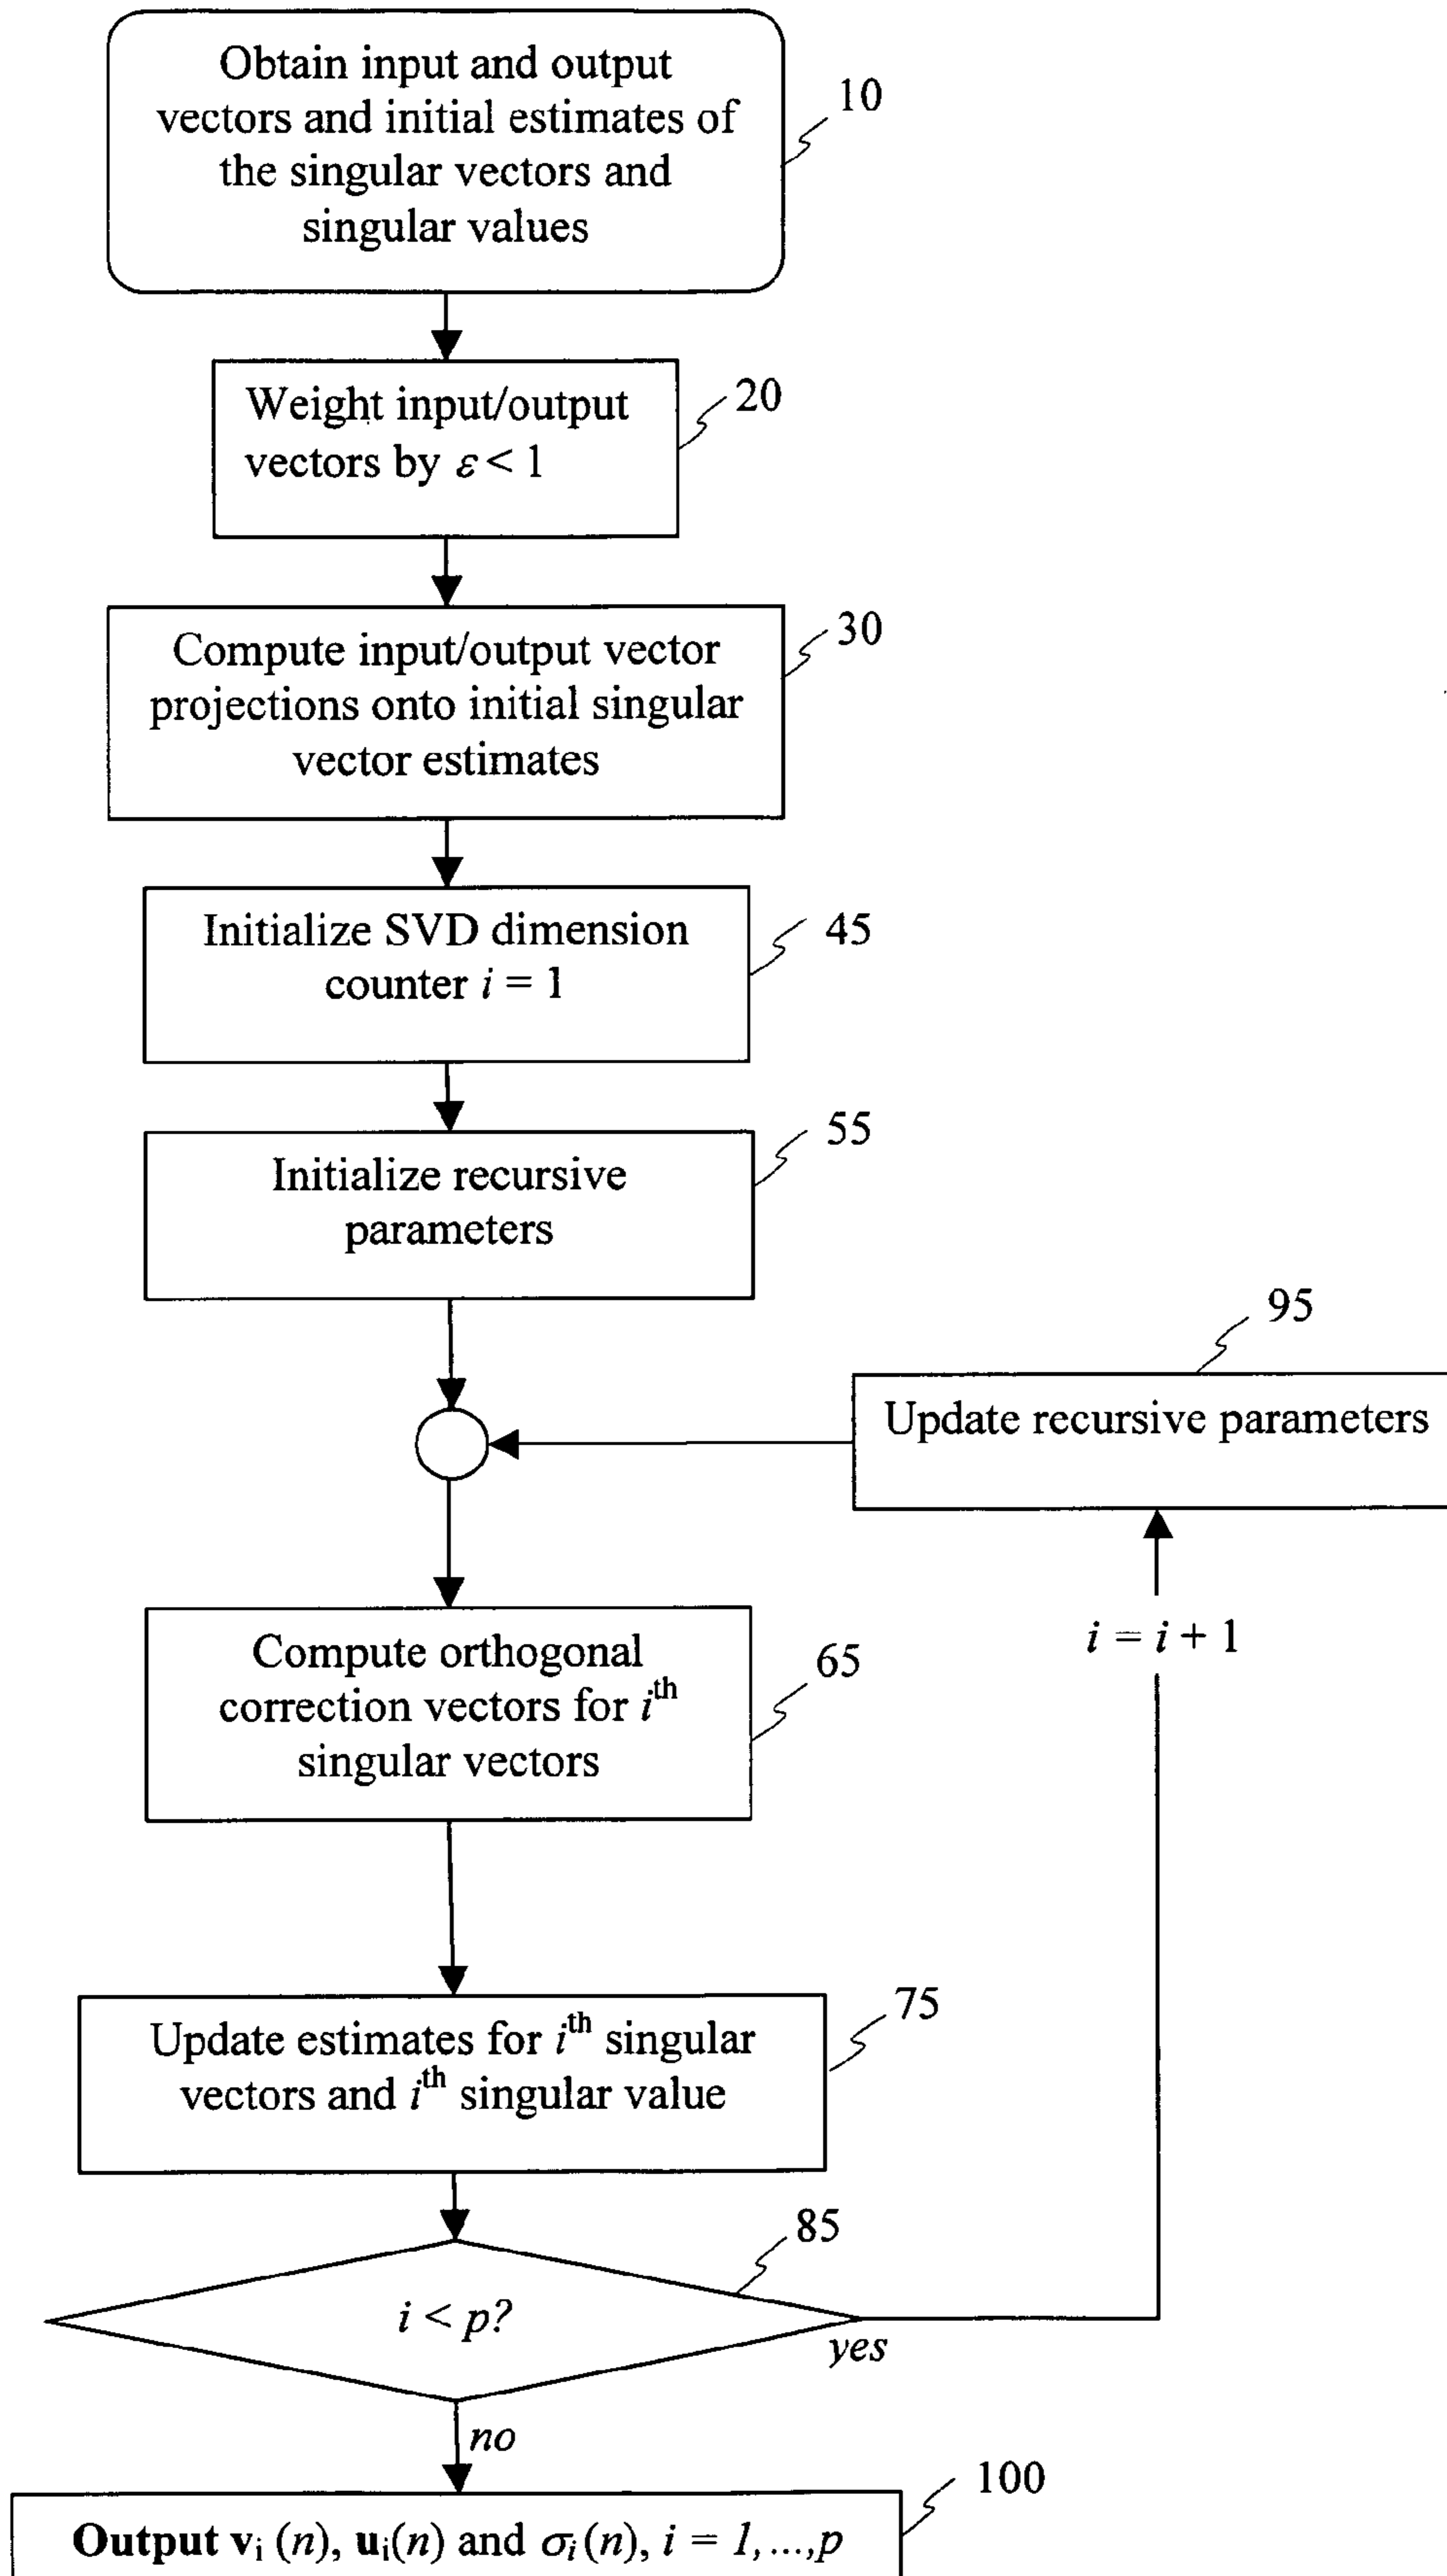 Obtain input and output
vectors and initial estimates of
the singular vectors and
singular values
10
Weight input/output
vectors by ε < 1
20
Compute input/output vector
projections onto initial singular
vector estimates
30
Initialize SVD dimension
counter i = 1
45
Initialize recursive
parameters
55
95
Update recursive parameters
i = i + 1
Compute orthogonal
correction vectors for iᵗʰ
singular vectors
65
Update estimates for iᵗʰ singular
vectors and iᵗʰ singular value
75
85
i < p?
yes
no
100
Output vᵢ (n), uᵢ(n) and σᵢ(n), i = 1,...,p